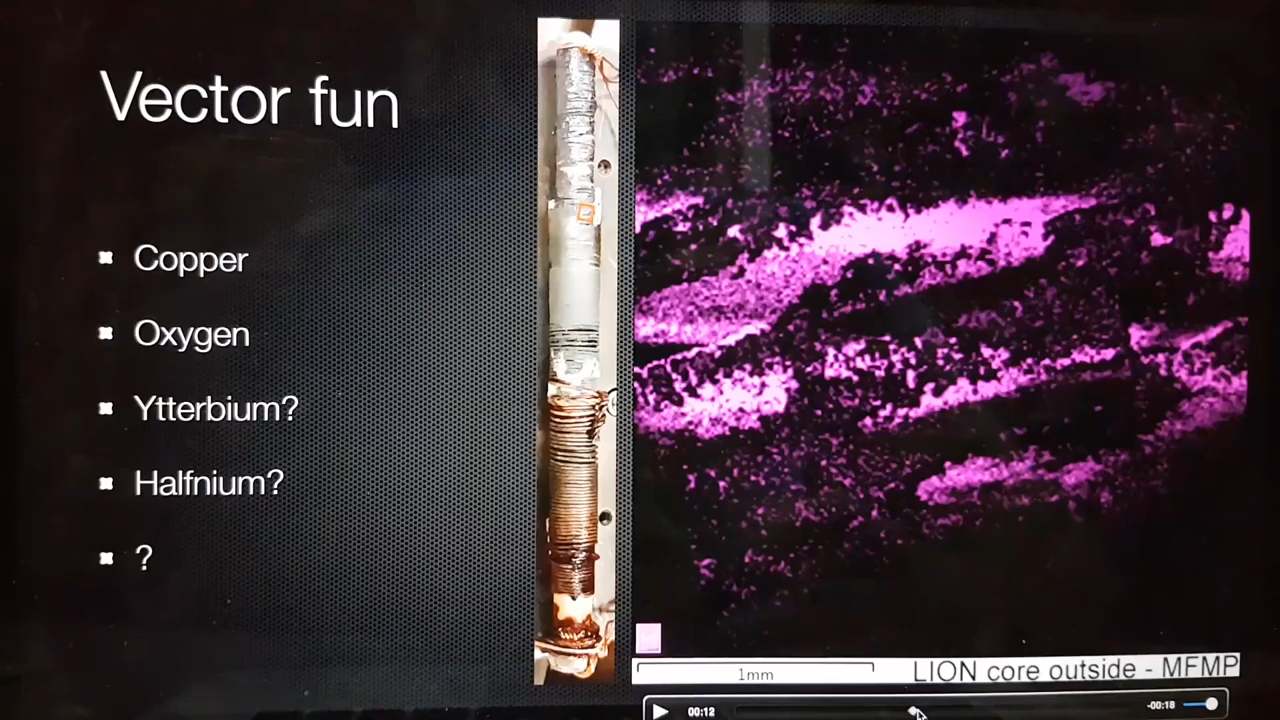 Vector fun
Copper
Oxygen
Ytterbium?
Halfnium?
?
1mm
LION core outside - MFMP
00:12
-00:18